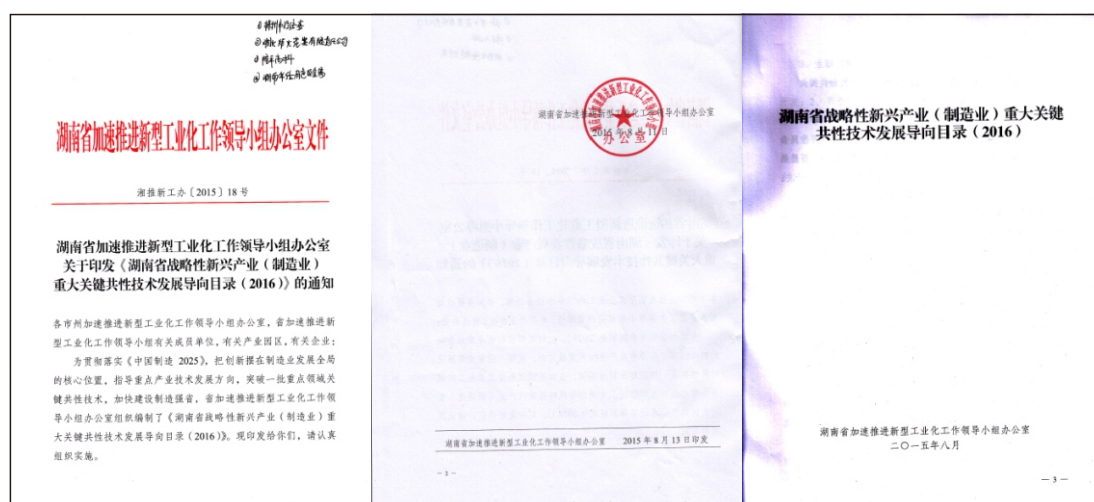 湖南省加速推进新型工业化工作领导小组办公室文件
湘推新工办〔2015〕18号
湖南省加速推进新型工业化工作领导小组办公室
关于印发《湖南省战略性新兴产业（制造业）
重大关键共性技术发展导向目录（2016）》的通知
各市州加速推进新型工业化工作领导小组办公室，省加速推进新
型工业化工作领导小组有关成员单位，有关产业园区，有关企业：
为贯彻落实《中国制造2025》，把创新摆在制造业发展全局
的核心位置，指导重点产业技术发展方向，突破一批重点领域关
键共性技术，加快建设制造强省，省加速推进新型工业化工作领
导小组办公室组织编制了《湖南省战略性新兴产业（制造业）重
大关键共性技术发展导向目录（2016）》。现印发给你们，请认真
组织实施。
湖南省加速推进新型工业化工作领导小组办公室
8月11日
办公室
湖南省加速推进新型工业化工作领导小组办公室 2015年8月13日印发
湖南省战略性新兴产业（制造业）重大关键
共性技术发展导向目录（2016）
湖南省加速推进新型工业化工作领导小组办公室
二〇一五年八月
— 3 —